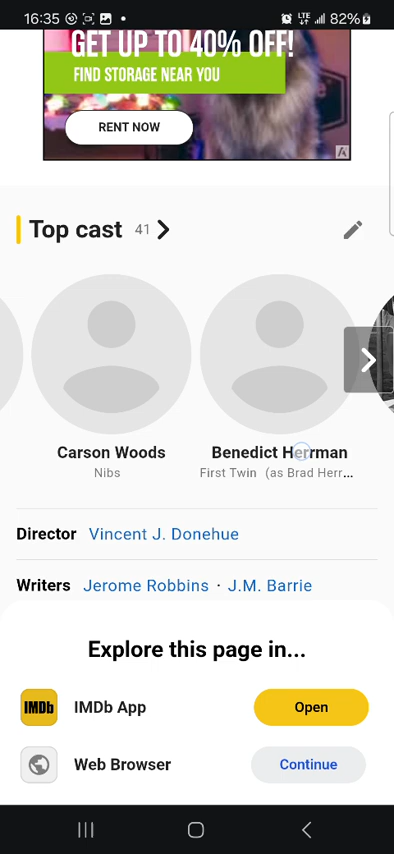 16:35 LTE 82%
GET UP TO 40% OFF!
FIND STORAGE NEAR YOU
RENT NOW
Top cast 41
Carson Woods
Benedict Herrman
Nibs
First Twin (as Brad Herr...
Director Vincent J. Donehue
Writers Jerome Robbins · J.M. Barrie
Explore this page in...
IMDb IMDb App Open
Web Browser Continue